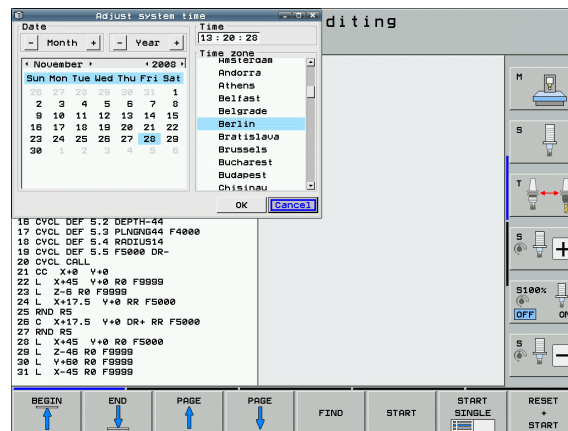 Adjust system time
diting
Date
Time
- Month +
- Year +
13:20:28
Time zone
November
2008
Sun Mon Tue Wed Thu Fri Sat
26 27 28 29 30 31 1
2 3 4 5 6 7 8
9 10 11 12 13 14 15
16 17 18 19 20 21 22
23 24 25 26 27 28 29
30 1 2 3 4 5 6
Amsterdam
Andorra
Athens
Belfast
Belgrade
Berlin
Bratislava
Brussels
Bucharest
Budapest
Chisinau
OK
Cancel
16 CYCL DEF 5.2 DEPTH-44
17 CYCL DEF 5.3 PLNGNG44 F4000
18 CYCL DEF 5.4 RADIUS14
19 CYCL DEF 5.5 F5000 DR-
20 CYCL CALL
21 CC X+0 Y+0
22 L X+45 Y+0 R0 F9999
23 L Z-6 R0 F9999
24 L X+17.5 Y+0 RR F5000
25 RND R5
26 C X+17.5 Y+0 DR+ RR F5000
27 RND R5
28 L X+45 Y+0 R0 F5000
29 L Z-46 R0 F9999
30 L Y+60 R0 F9999
31 L X-45 R0 F9999
M
S
T
S
+
S100%
OFF ON
S
-
BEGIN
END
PAGE
PAGE
FIND
START
START
SINGLE
RESET
+
START